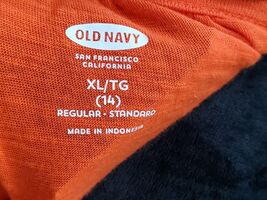 OLD NAVY
SAN FRANCISCO
CALIFORNIA
XL/TG
(14)
REGULAR - STANDARD
MADE IN INDONESIA